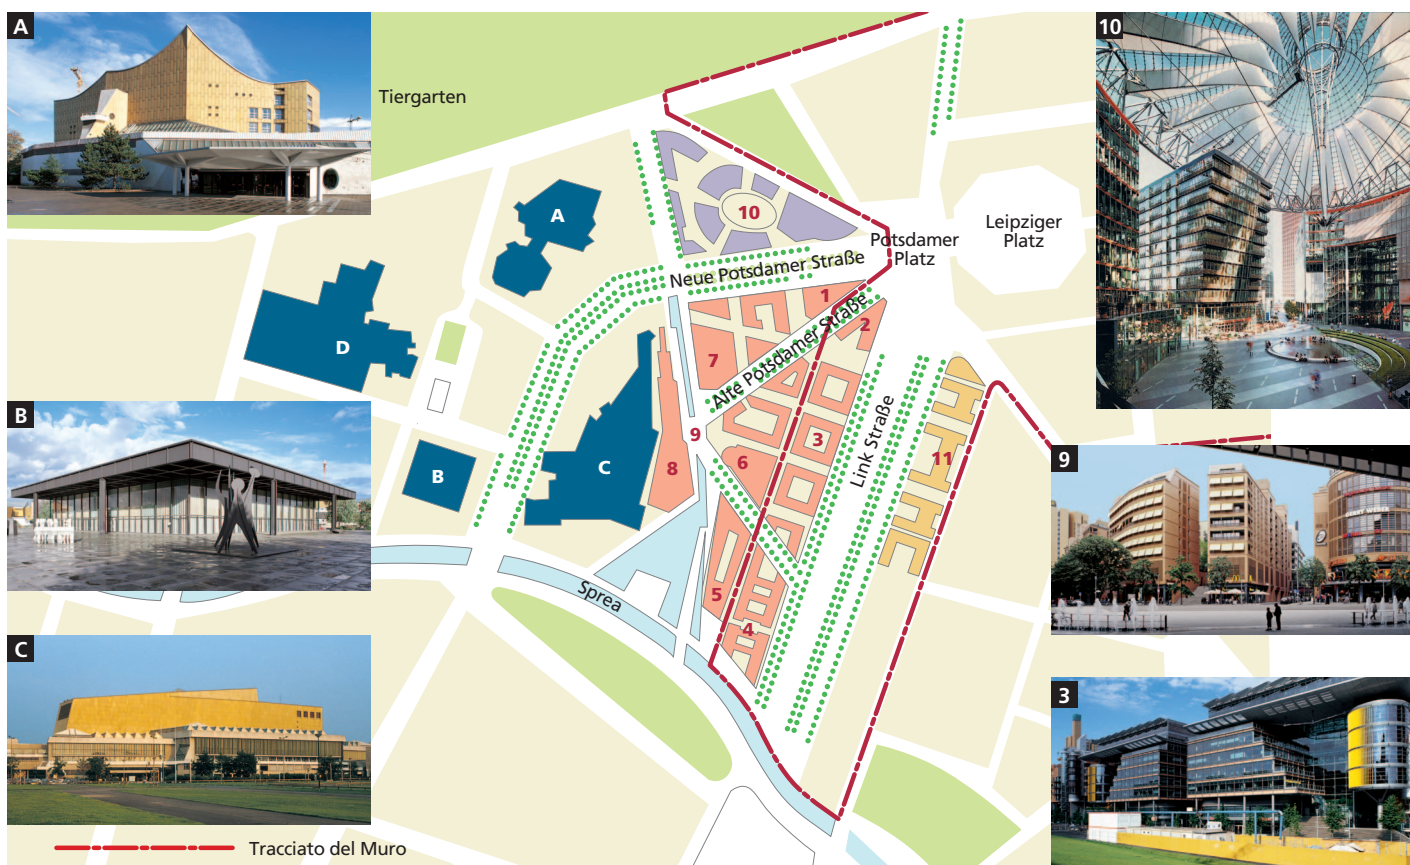 A
Tiergarten
10
A
10
Leipziger
Platz
Potsdamer
Platz
Neue Potsdamer Straße
1
2
Alte Potsdamer Straße
7
D
B
3
Link Straße
9
6
11
8
C
B
9
5
Sprea
4
C
3
Tracciato del Muro